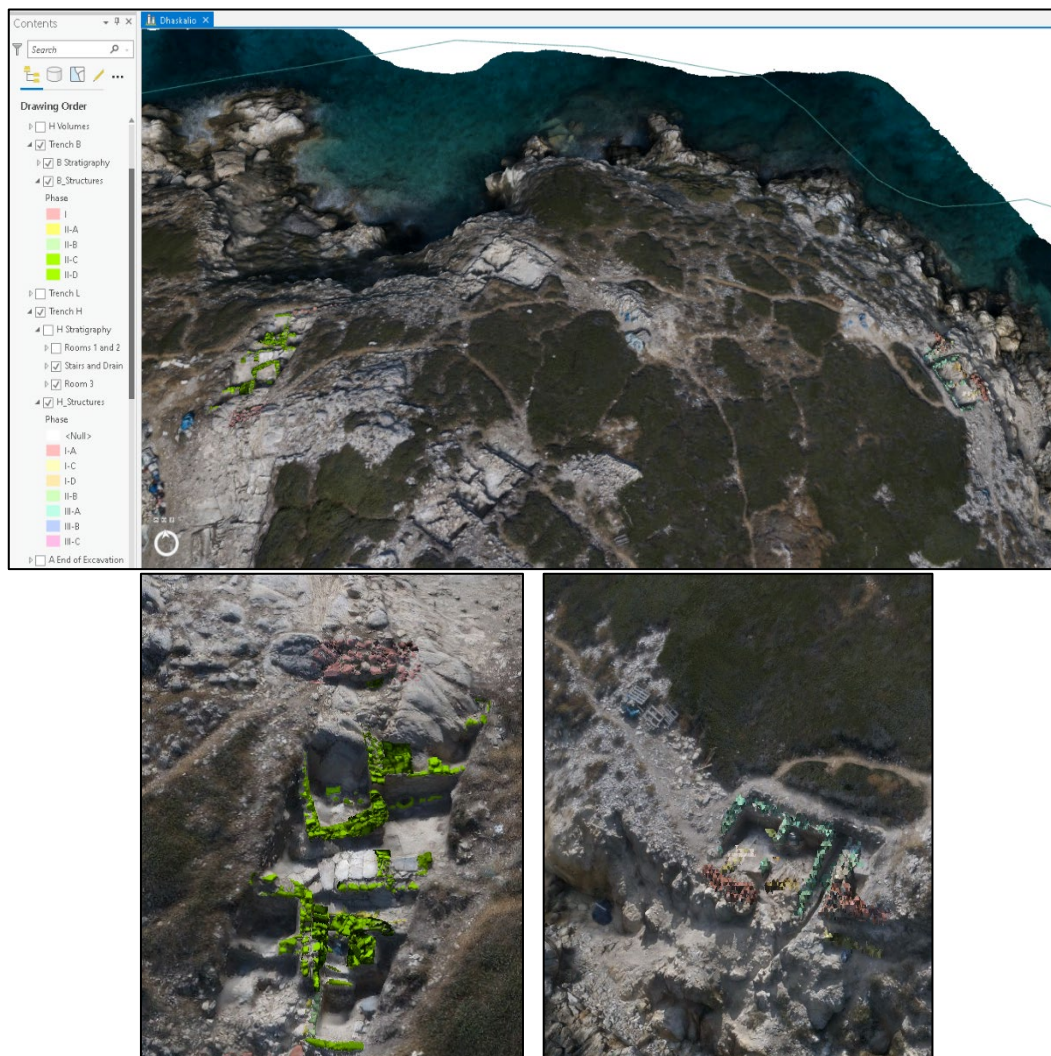 Contents
Dhaskalio
Search
Drawing Order
H Volumes
Trench B
B Stratigraphy
B_Structures
Phase
I
II-A
II-B
II-C
II-D
Trench L
Trench H
H Stratigraphy
Rooms 1 and 2
Stairs and Drain
Room 3
H_Structures
Phase
<Null>
I-A
I-C
I-D
II-B
III-A
III-B
III-C
A End of Excavation